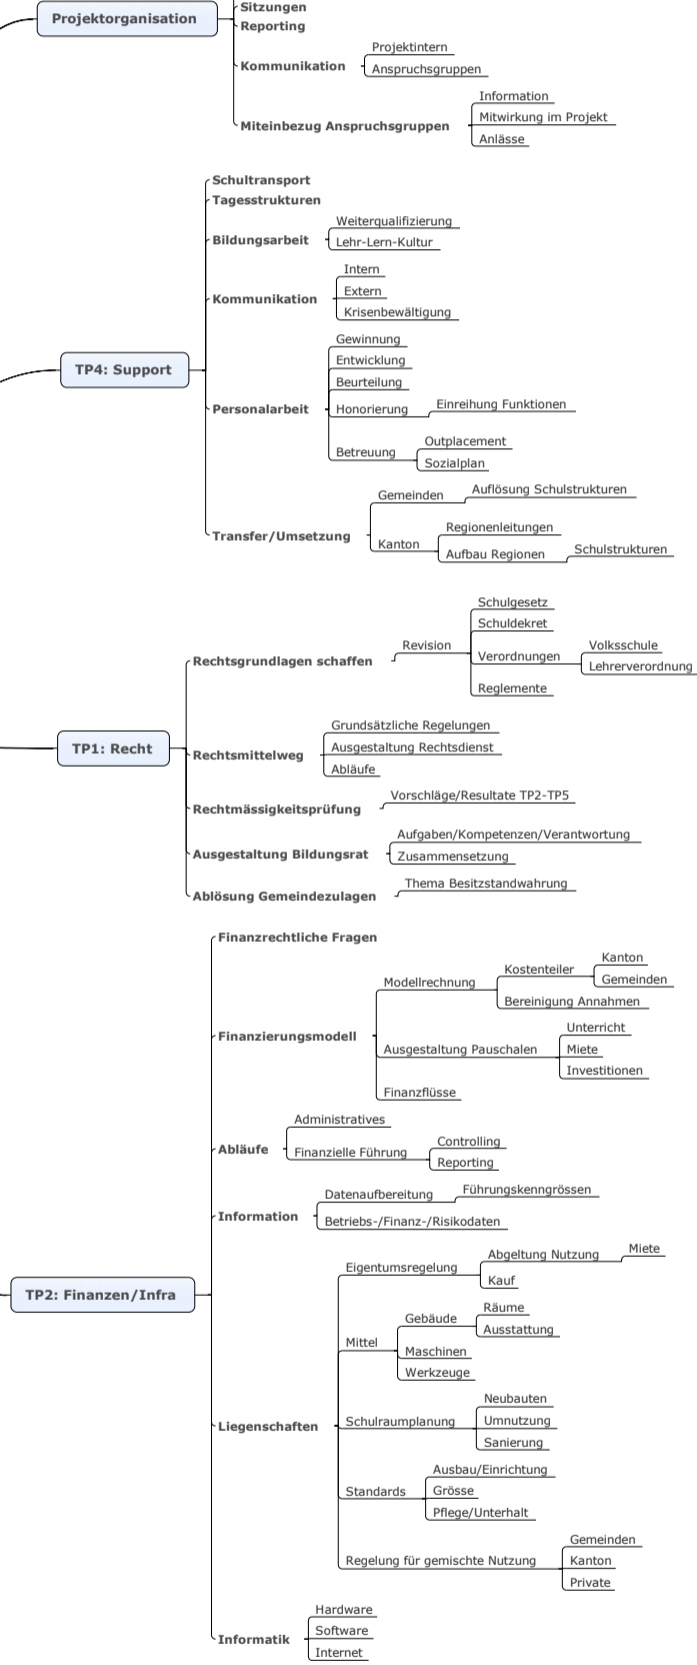 Projektorganisation
Sitzungen
Reporting
Kommunikation
Projektintern
Anspruchsgruppen
Miteinbezug Anspruchsgruppen
Information
Mitwirkung im Projekt
Anlässe
TP4: Support
Schultransport
Tagesstrukturen
Bildungsarbeit
Weiterqualifizierung
Lehr-Lern-Kultur
Kommunikation
Intern
Extern
Krisenbewältigung
Personalarbeit
Gewinnung
Entwicklung
Beurteilung
Honorierung
Einreihung Funktionen
Betreuung
Outplacement
Sozialplan
Transfer/Umsetzung
Gemeinden
Auflösung Schulstrukturen
Kanton
Regionenleitungen
Aufbau Regionen
Schulstrukturen
TP1: Recht
Rechtsgrundlagen schaffen
Revision
Schulgesetz
Schuldekret
Verordnungen
Volksschule
Lehrerverordnung
Reglemente
Rechtsmittelweg
Grundsätzliche Regelungen
Ausgestaltung Rechtsdienst
Abläufe
Rechtmässigkeitsprüfung
Vorschläge/Resultate TP2-TP5
Ausgestaltung Bildungsrat
Aufgaben/Kompetenzen/Verantwortung
Zusammensetzung
Ablösung Gemeindezulagen
Thema Besitzstandwahrung
TP2: Finanzen/Infra
Finanzrechtliche Fragen
Finanzierungsmodell
Modellrechnung
Kostenteiler
Kanton
Gemeinden
Bereinigung Annahmen
Ausgestaltung Pauschalen
Unterricht
Miete
Investitionen
Finanzflüsse
Abläufe
Administratives
Finanzielle Führung
Controlling
Reporting
Information
Datenaufbereitung
Führungskenngrössen
Betriebs-/Finanz-/Risikodaten
Liegenschaften
Eigentumsregelung
Abgeltung Nutzung
Miete
Kauf
Mittel
Gebäude
Räume
Ausstattung
Maschinen
Werkzeuge
Schulraumplanung
Neubauten
Umnutzung
Sanierung
Standards
Ausbau/Einrichtung
Grösse
Pflege/Unterhalt
Regelung für gemischte Nutzung
Gemeinden
Kanton
Private
Informatik
Hardware
Software
Internet